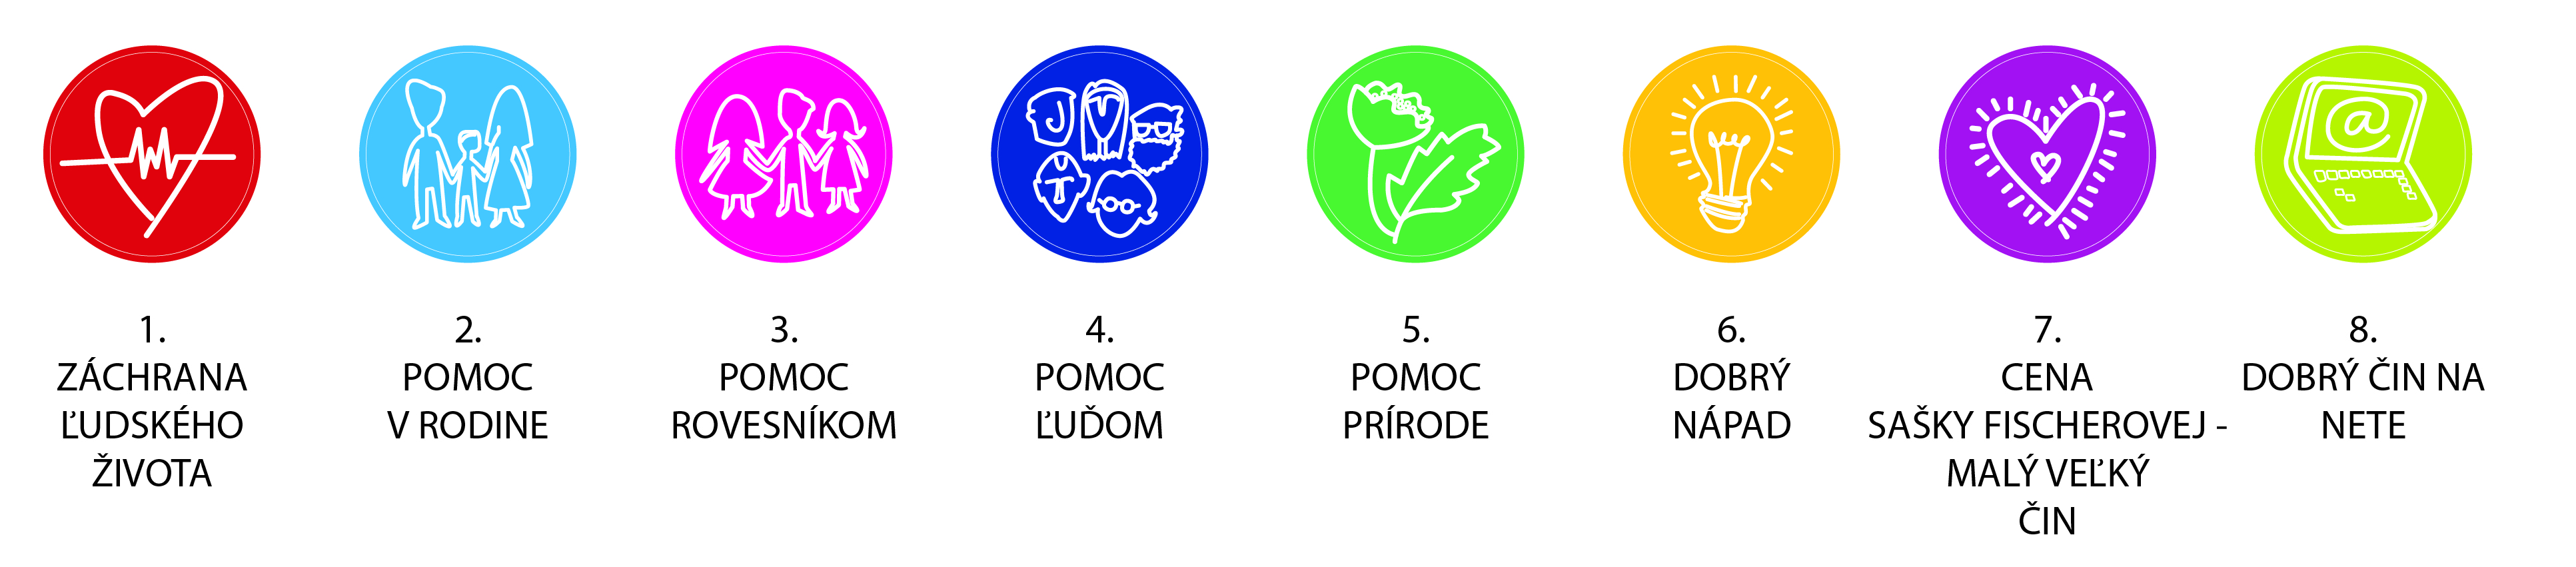 1.
ZÁCHRANA
ĽUDSKÉHO
ŽIVOTA
2.
POMOC
V RODINE
3.
POMOC
ROVESNÍKOM
4.
POMOC
ĽUĎOM
5.
POMOC
PRÍRODE
6.
DOBRÝ
NÁPAD
7.
CENA
SAŠKY FISCHEROVEJ -
MALÝ VEĽKÝ
ČIN
@
8.
DOBRÝ ČIN NA
NETE